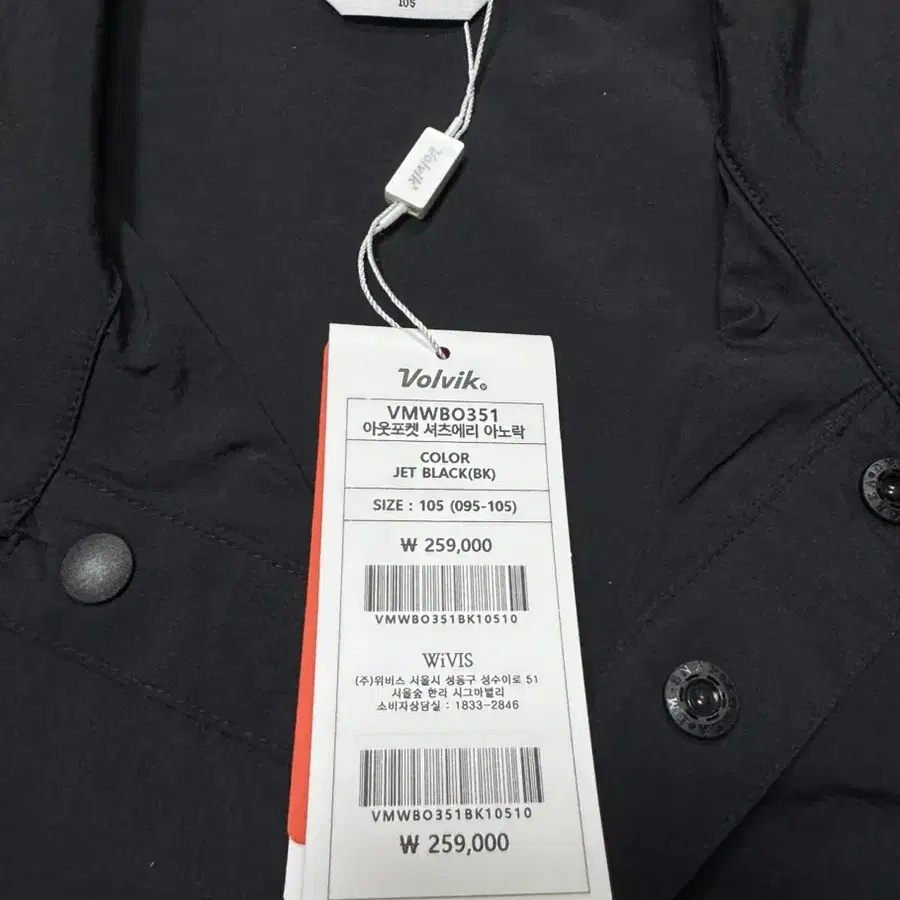 105
Volvik
Volvik
VMWBO351
아웃포켓 셔츠에리 아노락
COLOR
JET BLACK(BK)
SIZE : 105 (095-105)
₩ 259,000
VMWBO351BK10510
WiVIS
(주)위비스 서울시 성동구 성수이로 51
서울숲 한라 시그마밸리
소비자상담실 : 1833-2846
VMWBO351BK10510
₩ 259,000